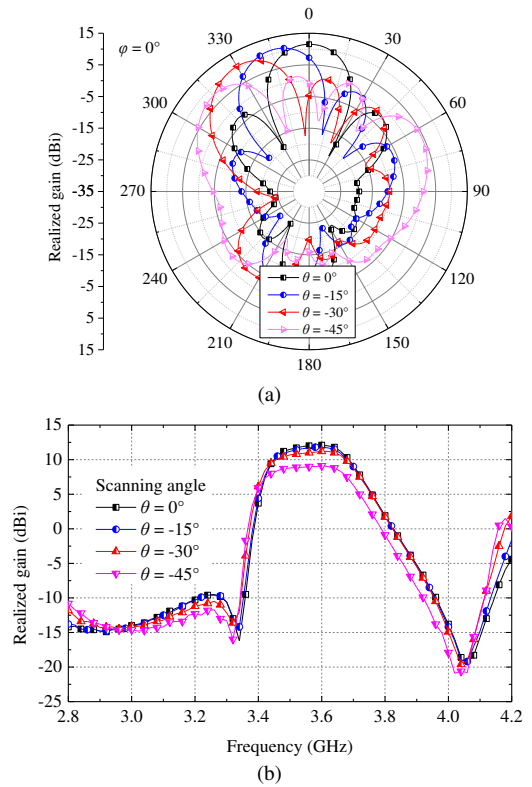 0
15
5
-5
-15
-25
-35
-25
-15
-5
5
15
Realized gain (dBi)
φ = 0°
330
30
300
60
270
90
240
120
210
150
180
θ = 0°
θ = -15°
θ = -30°
θ = -45°
(a)
15
10
5
0
-5
-10
-15
-20
-25
Realized gain (dBi)
Scanning angle
θ = 0°
θ = -15°
θ = -30°
θ = -45°
2.8
3.0
3.2
3.4
3.6
3.8
4.0
4.2
Frequency (GHz)
(b)